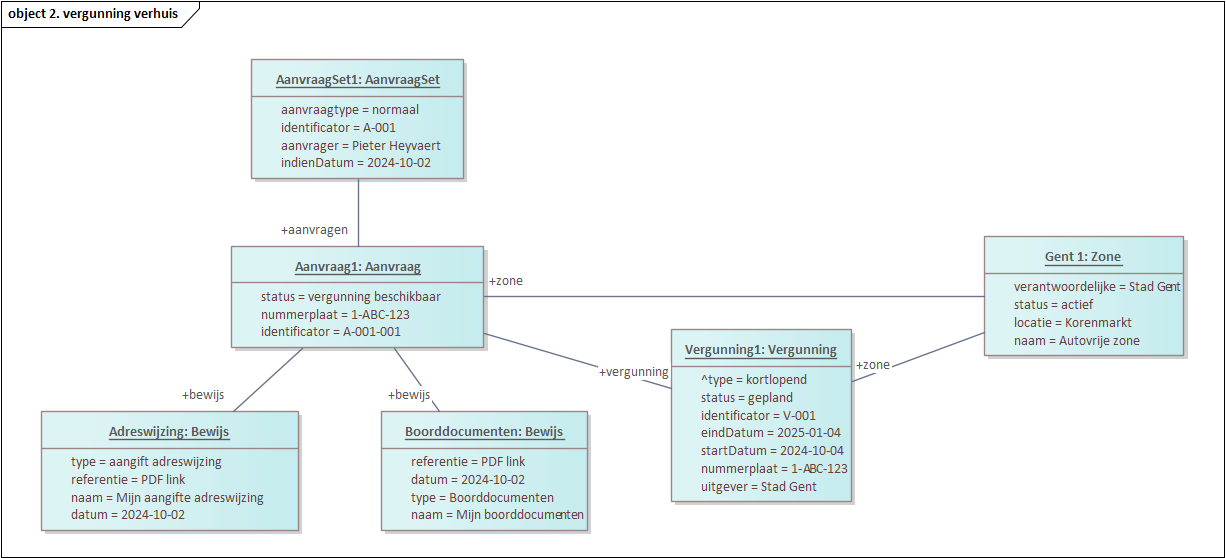 object 2. vergunning verhuis
AanvraagSet1: AanvraagSet
aanvraagtype = normaal
identificator = A-001
aanvrager = Pieter Heyvaert
indienDatum = 2024-10-02
+aanvragen
Aanvraag1: Aanvraag
status = vergunning beschikbaar
nummerplaat = 1-ABC-123
identificator = A-001-001
+zone
Gent 1: Zone
verantwoordelijke = Stad Gent
status = actief
locatie = Korenmarkt
naam = Autovrije zone
+vergunning
+zone
Vergunning1: Vergunning
^type = kortlopend
status = gepland
identificator = V-001
eindDatum = 2025-01-04
startDatum = 2024-10-04
nummerplaat = 1-ABC-123
uitgever = Stad Gent
+bewijs
+bewijs
Adreswijzing: Bewijs
type = aangift adreswijzing
referentie = PDF link
naam = Mijn aangifte adreswijzing
datum = 2024-10-02
Boorddocumenten: Bewijs
referentie = PDF link
datum = 2024-10-02
type = Boorddocumenten
naam = Mijn boorddocumenten